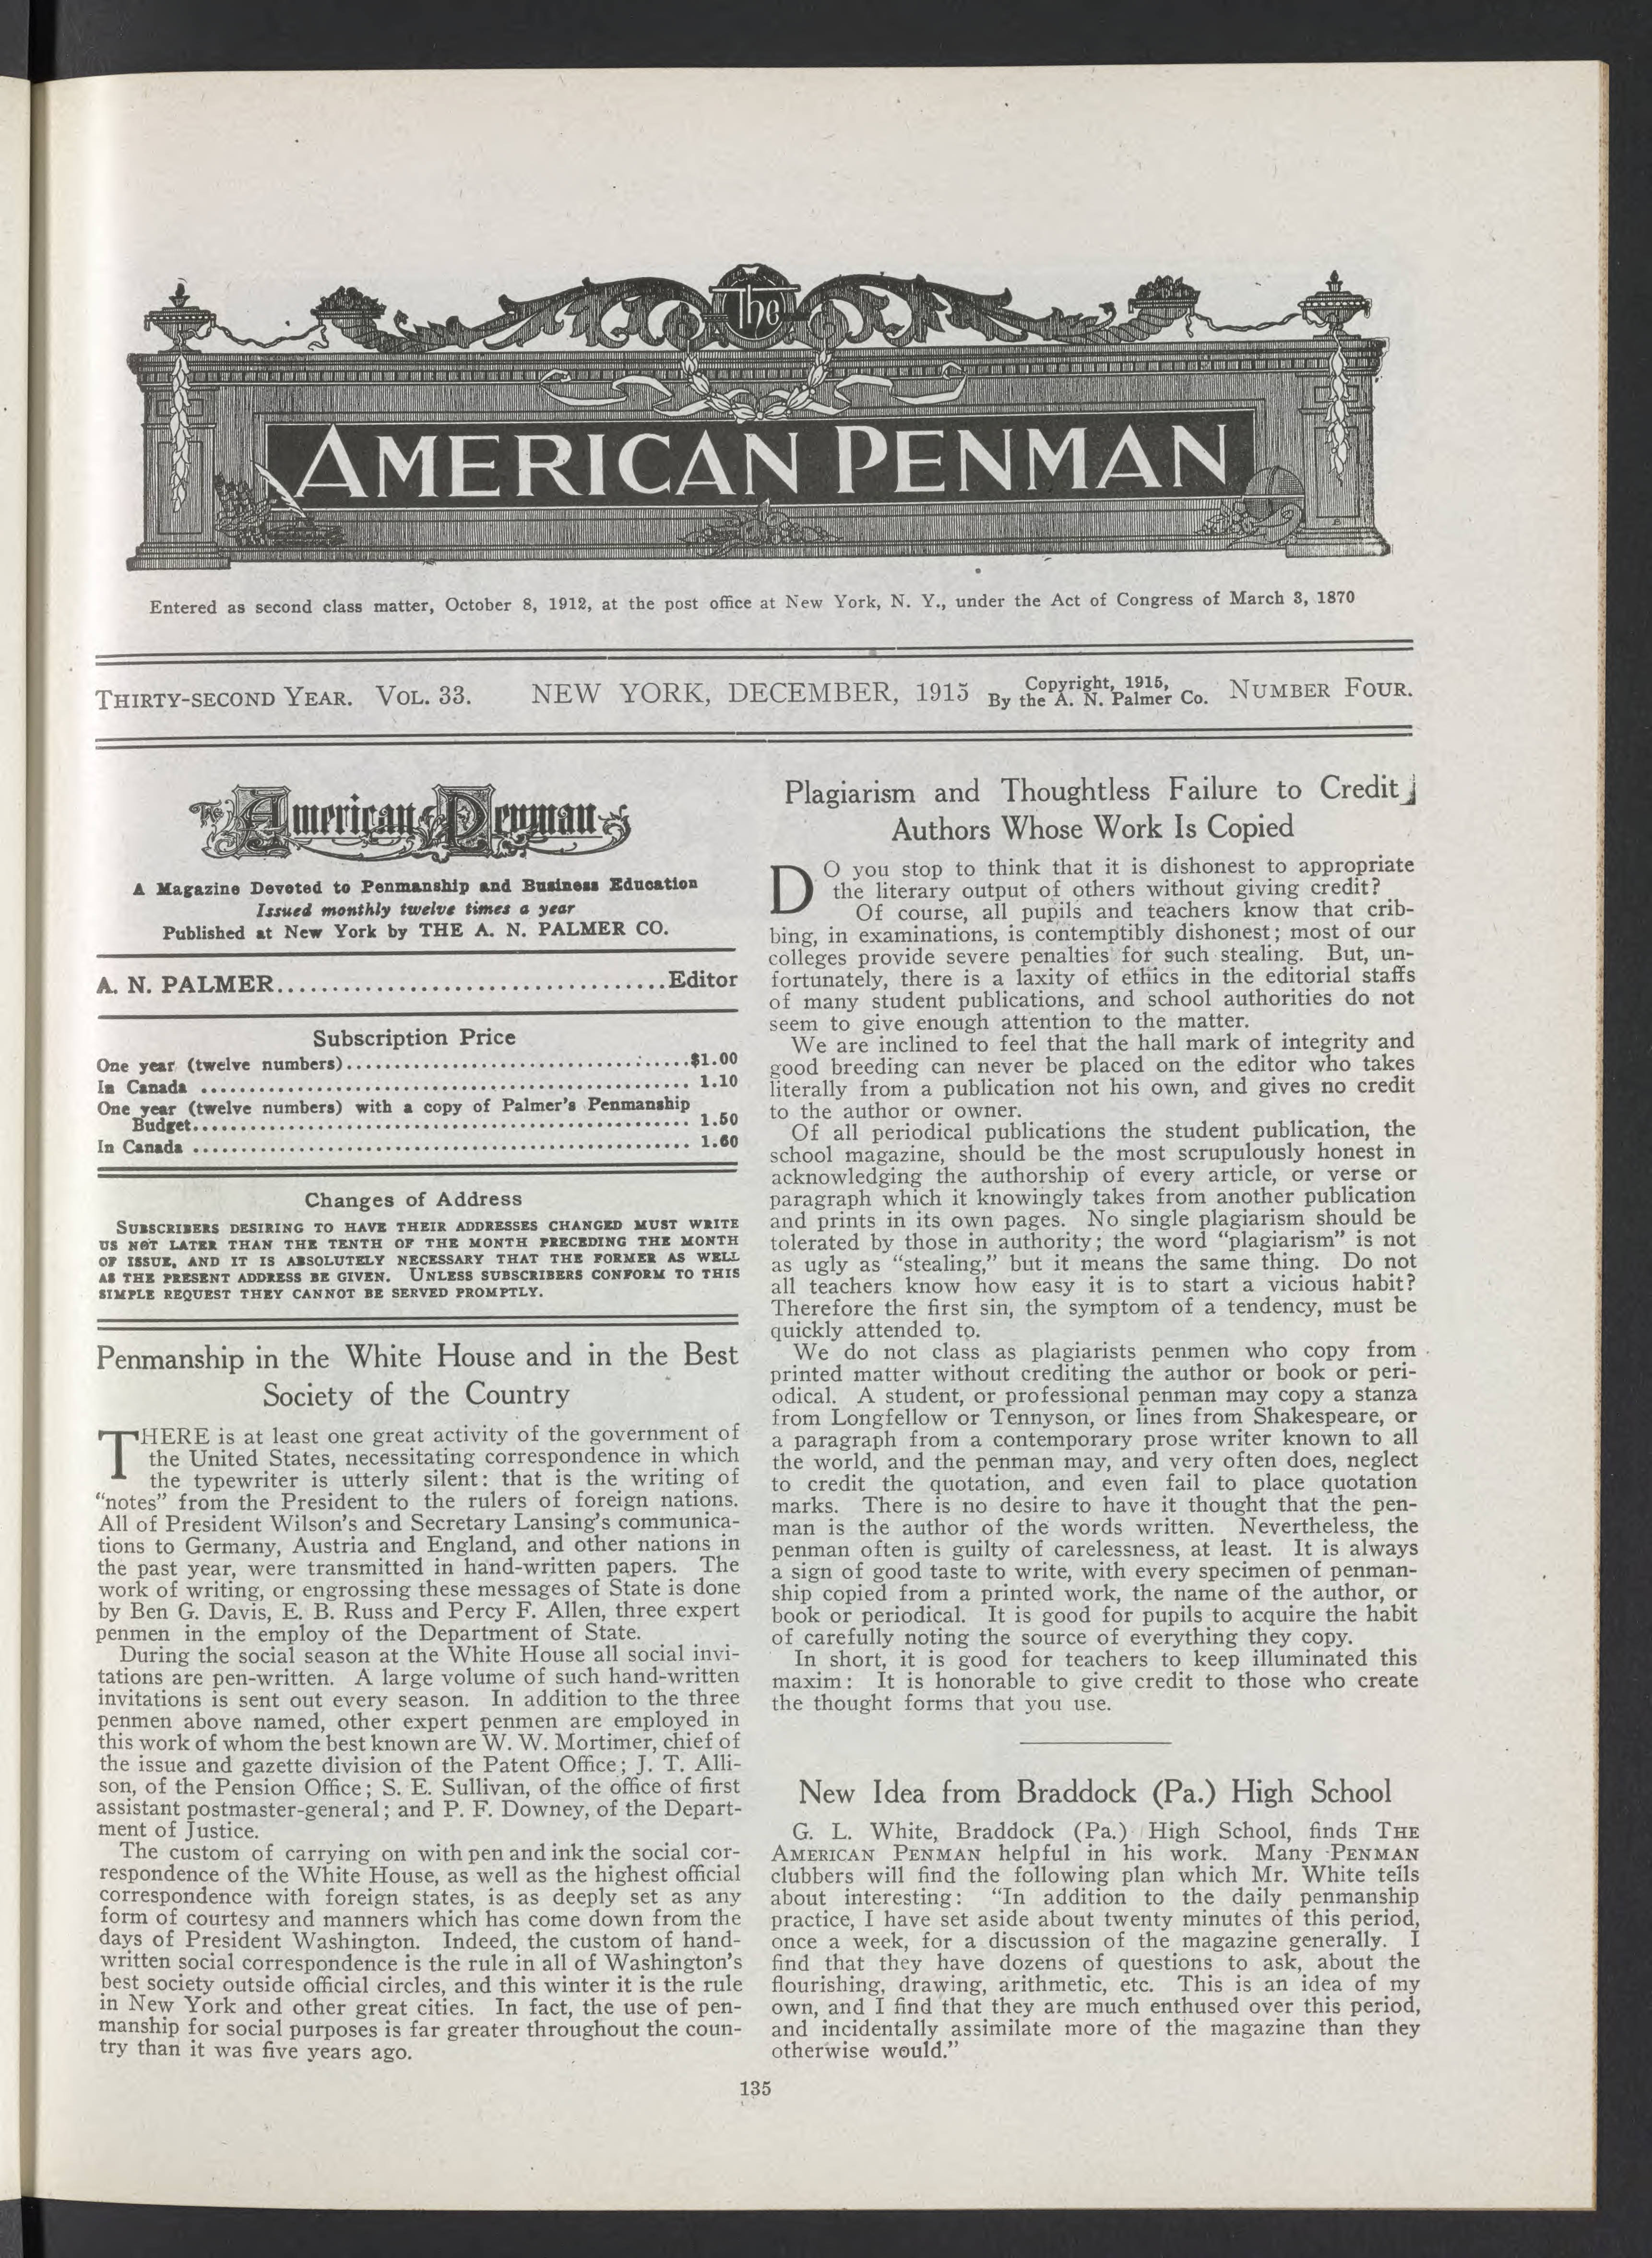 The
AMERICAN PENMAN
Entered as second class matter, October 8, 1912, at the post office at New York, N. Y., under the Act of Congress of March 3, 1870
THIRTY-SECOND YEAR. VOL. 33. NEW YORK, DECEMBER, 1915 Copyright, 1915, By the A. N. Palmer Co. NUMBER FOUR.
The American Penman
A Magazine Devoted to Penmanship and Business Education
Issued monthly twelve times a year
Published at New York by THE A. N. PALMER CO.
A. N. PALMER....................................Editor
Subscription Price
One year (twelve numbers)....................................$1.00
In Canada .................................................... 1.10
One year (twelve numbers) with a copy of Palmer's Penmanship
Budget.................................................... 1.50
In Canada .................................................... 1.60
Changes of Address
SUBSCRIBERS DESIRING TO HAVE THEIR ADDRESSES CHANGED MUST WRITE
US NOT LATER THAN THE TENTH OF THE MONTH PRECEDING THE MONTH
OF ISSUE, AND IT IS ABSOLUTELY NECESSARY THAT THE FORMER AS WELL
AS THE PRESENT ADDRESS BE GIVEN. UNLESS SUBSCRIBERS CONFORM TO THIS
SIMPLE REQUEST THEY CANNOT BE SERVED PROMPTLY.
Penmanship in the White House and in the Best
Society of the Country
THERE is at least one great activity of the government of
the United States, necessitating correspondence in which
the typewriter is utterly silent: that is the writing of
"notes" from the President to the rulers of foreign nations.
All of President Wilson's and Secretary Lansing's communica-
tions to Germany, Austria and England, and other nations in
the past year, were transmitted in hand-written papers. The
work of writing, or engrossing these messages of State is done
by Ben G. Davis, E. B. Russ and Percy F. Allen, three expert
penmen in the employ of the Department of State.
During the social season at the White House all social invi-
tations are pen-written. A large volume of such hand-written
invitations is sent out every season. In addition to the three
penmen above named, other expert penmen are employed in
this work of whom the best known are W. W. Mortimer, chief of
the issue and gazette division of the Patent Office; J. T. Alli-
son, of the Pension Office; S. E. Sullivan, of the office of first
assistant postmaster-general; and P. F. Downey, of the Depart-
ment of Justice.
The custom of carrying on with pen and ink the social cor-
respondence of the White House, as well as the highest official
correspondence with foreign states, is as deeply set as any
form of courtesy and manners which has come down from the
days of President Washington. Indeed, the custom of hand-
written social correspondence is the rule in all of Washington's
best society outside official circles, and this winter it is the rule
in New York and other great cities. In fact, the use of pen-
manship for social purposes is far greater throughout the coun-
try than it was five years ago.
Plagiarism and Thoughtless Failure to Credit
Authors Whose Work Is Copied
DO you stop to think that it is dishonest to appropriate
the literary output of others without giving credit?
Of course, all pupils and teachers know that crib-
bing, in examinations, is contemptibly dishonest; most of our
colleges provide severe penalties for such stealing. But, un-
fortunately, there is a laxity of ethics in the editorial staffs
of many student publications, and school authorities do not
seem to give enough attention to the matter.
We are inclined to feel that the hall mark of integrity and
good breeding can never be placed on the editor who takes
literally from a publication not his own, and gives no credit
to the author or owner.
Of all periodical publications the student publication, the
school magazine, should be the most scrupulously honest in
acknowledging the authorship of every article, or verse or
paragraph which it knowingly takes from another publication
and prints in its own pages. No single plagiarism should be
tolerated by those in authority; the word "plagiarism" is not
as ugly as "stealing," but it means the same thing. Do not
all teachers know how easy it is to start a vicious habit?
Therefore the first sin, the symptom of a tendency, must be
quickly attended to.
We do not class as plagiarists penmen who copy from
printed matter without crediting the author or book or peri-
odical. A student, or professional penman may copy a stanza
from Longfellow or Tennyson, or lines from Shakespeare, or
a paragraph from a contemporary prose writer known to all
the world, and the penman may, and very often does, neglect
to credit the quotation, and even fail to place quotation
marks. There is no desire to have it thought that the pen-
man is the author of the words written. Nevertheless, the
penman often is guilty of carelessness, at least. It is always
a sign of good taste to write, with every specimen of penman-
ship copied from a printed work, the name of the author, or
book or periodical. It is good for pupils to acquire the habit
of carefully noting the source of everything they copy.
In short, it is good for teachers to keep illuminated this
maxim: It is honorable to give credit to those who create
the thought forms that you use.
New Idea from Braddock (Pa.) High School
G. L. White, Braddock (Pa.) High School, finds THE
AMERICAN PENMAN helpful in his work. Many PENMAN
clubbers will find the following plan which Mr. White tells
about interesting: "In addition to the daily penmanship
practice, I have set aside about twenty minutes of this period,
once a week, for a discussion of the magazine generally. I
find that they have dozens of questions to ask, about the
flourishing, drawing, arithmetic, etc. This is an idea of my
own, and I find that they are much enthused over this period,
and incidentally assimilate more of the magazine than they
otherwise would."
135